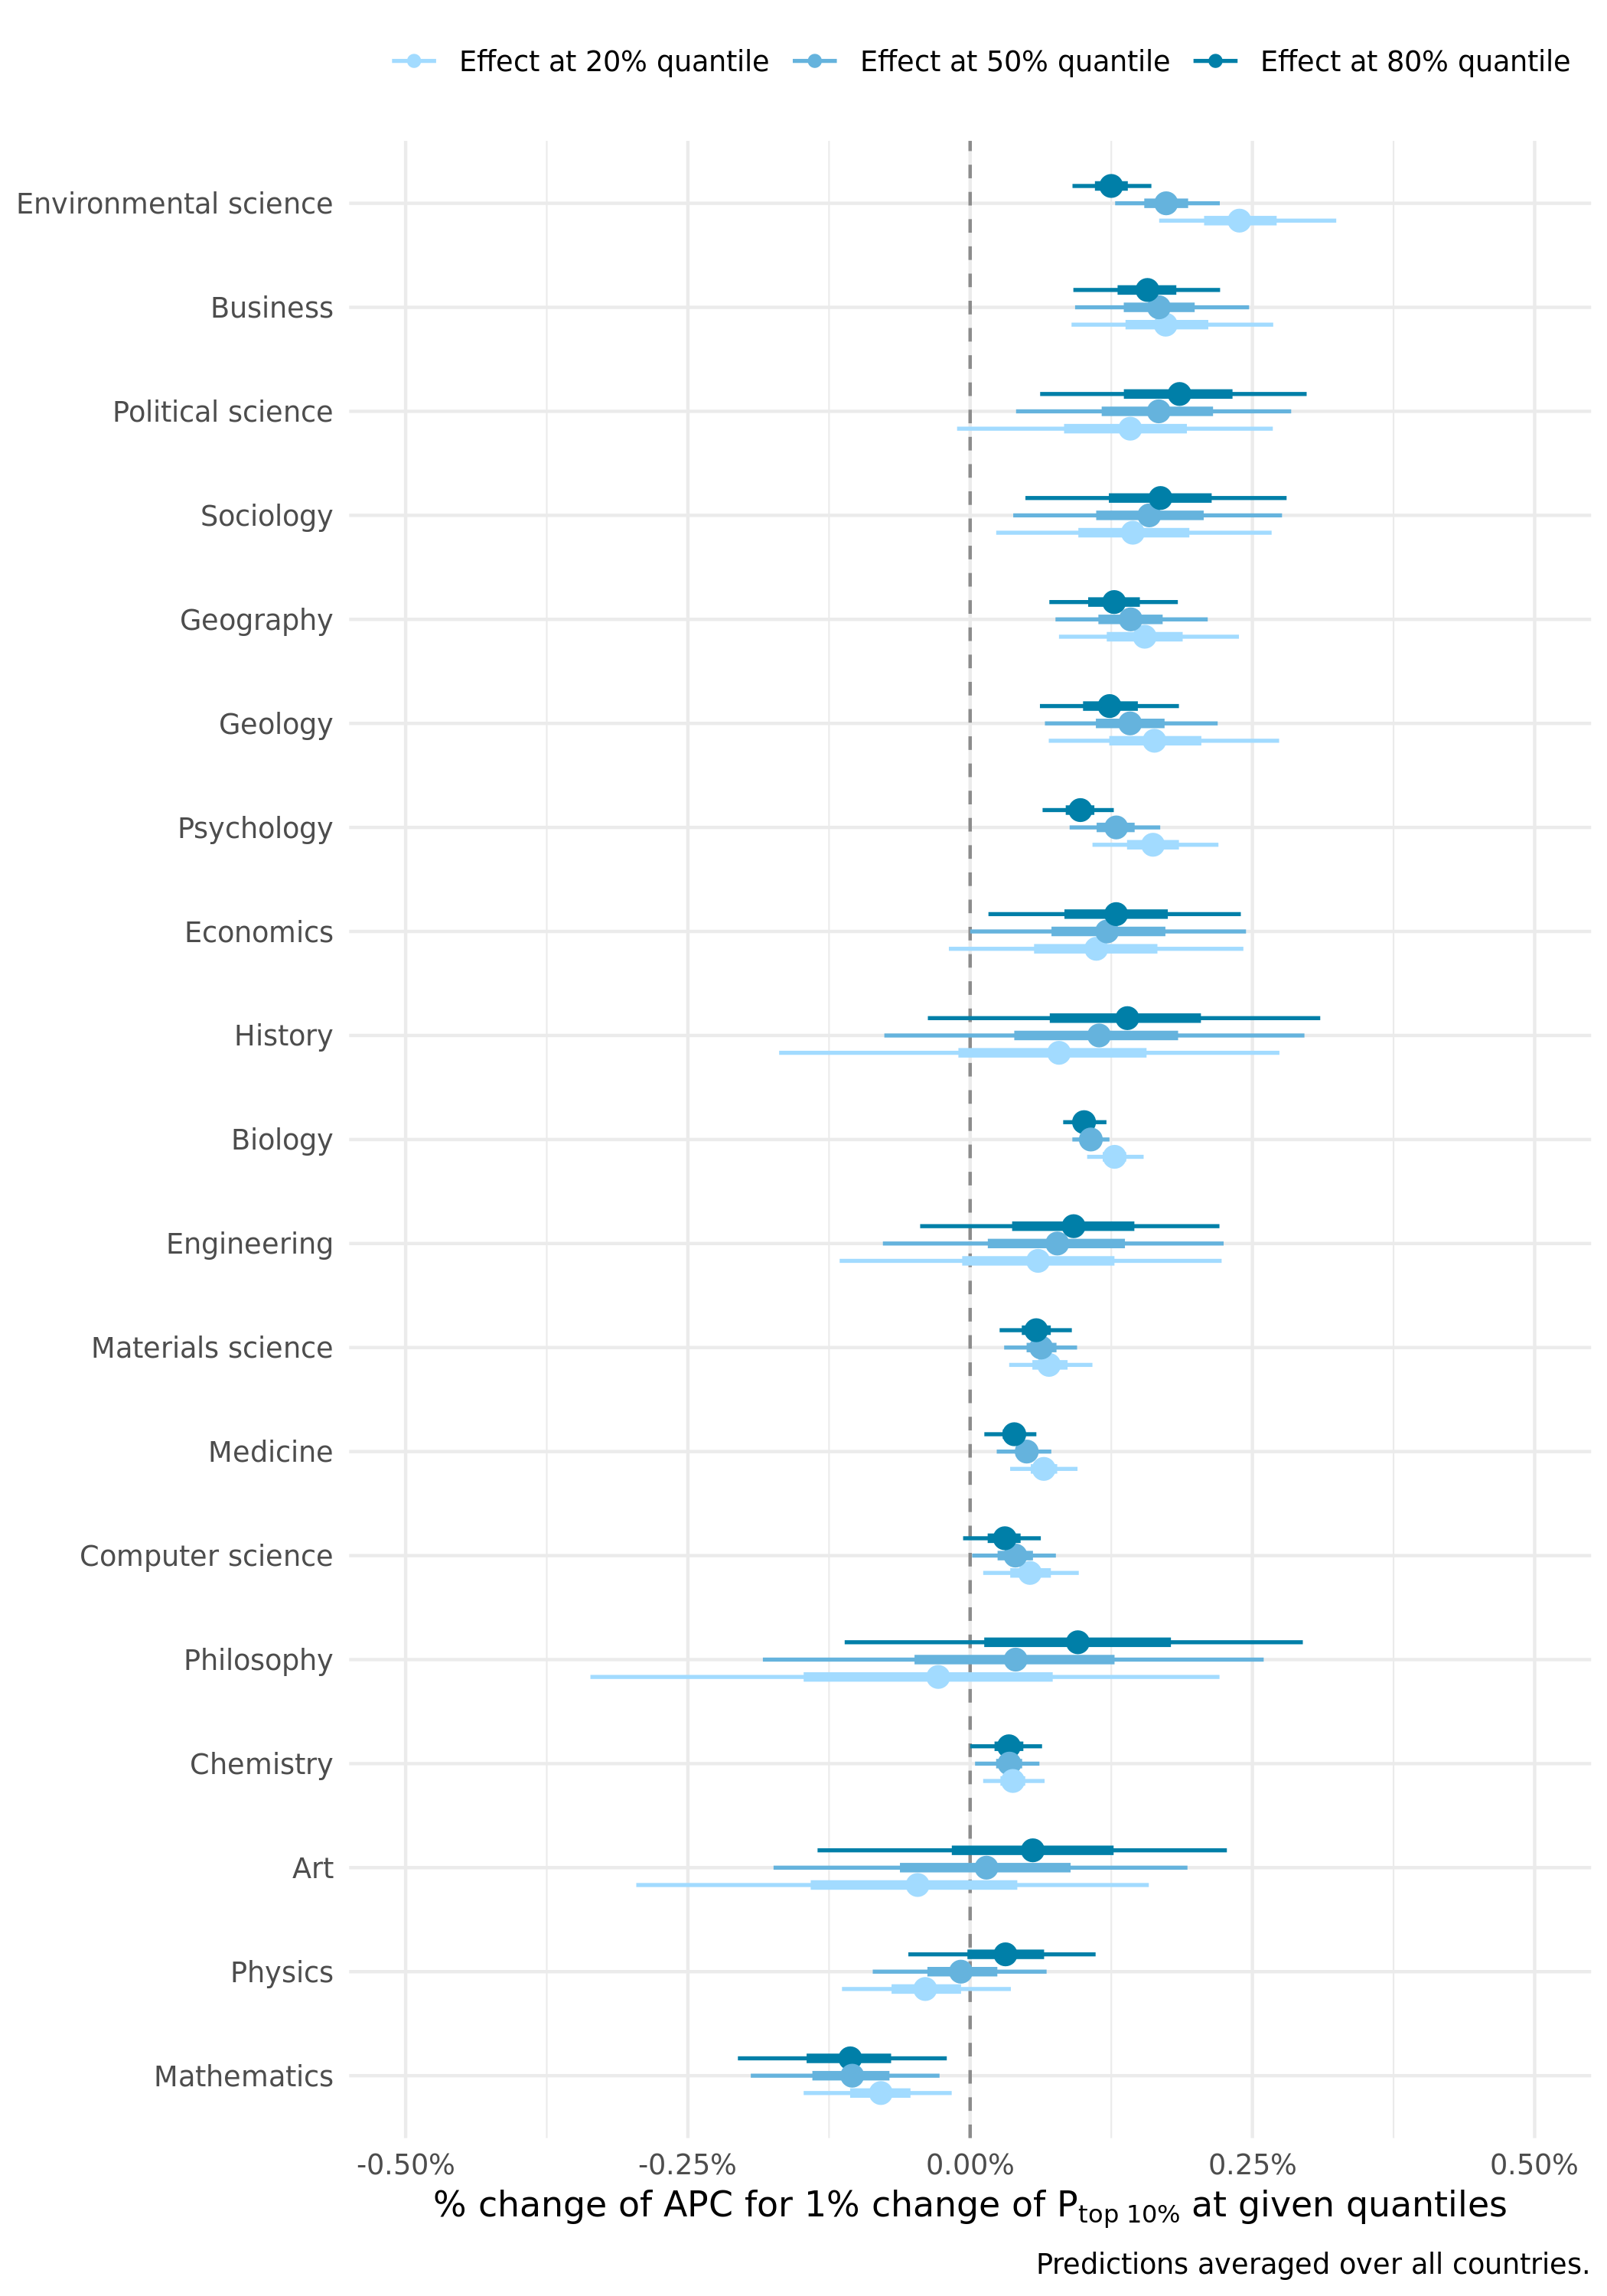 Effect at 20% quantile Effect at 50% quantile Effect at 80% quantile
Environmental science
Business
Political science
Sociology
Geography
Geology
Psychology
Economics
History
Biology
Engineering
Materials science
Medicine
Computer science
Philosophy
Chemistry
Art
Physics
Mathematics
-0.50% -0.25% 0.00% 0.25% 0.50%
% change of APC for 1% change of P top 10% at given quantiles
Predictions averaged over all countries.